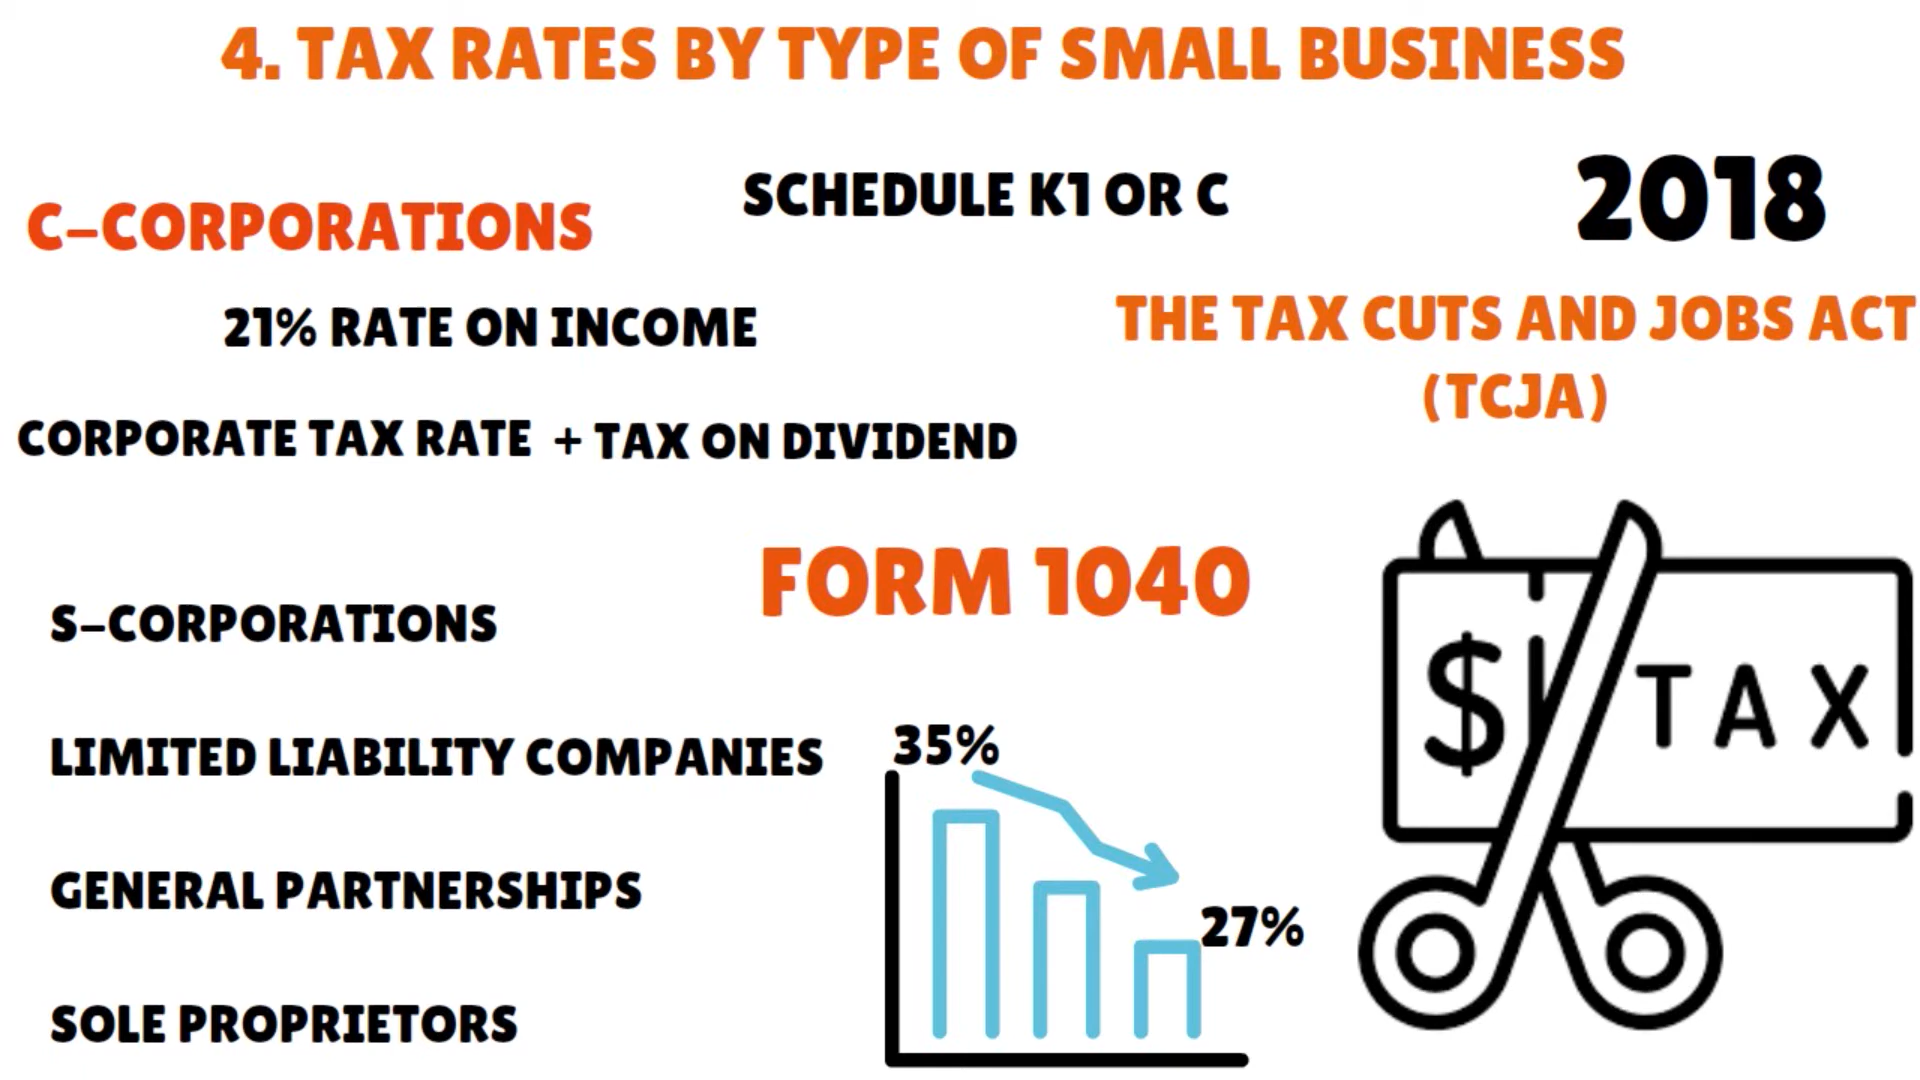 4. TAX RATES BY TYPE OF SMALL BUSINESS
SCHEDULE K1 OR C
2018
C-CORPORATIONS
21% RATE ON INCOME
THE TAX CUTS AND JOBS ACT
(TCJA)
CORPORATE TAX RATE + TAX ON DIVIDEND
FORM 1040
S-CORPORATIONS
$ TAX
LIMITED LIABILITY COMPANIES
35%
GENERAL PARTNERSHIPS
27%
SOLE PROPRIETORS